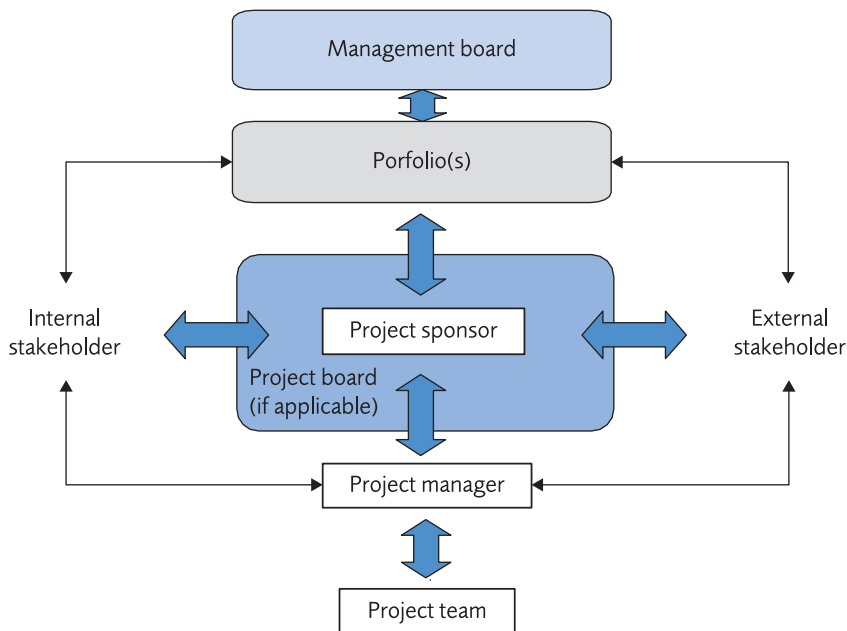 Management board
Porfolio(s)
Internal
stakeholder
Project sponsor
External
stakeholder
Project board
(if applicable)
Project manager
Project team